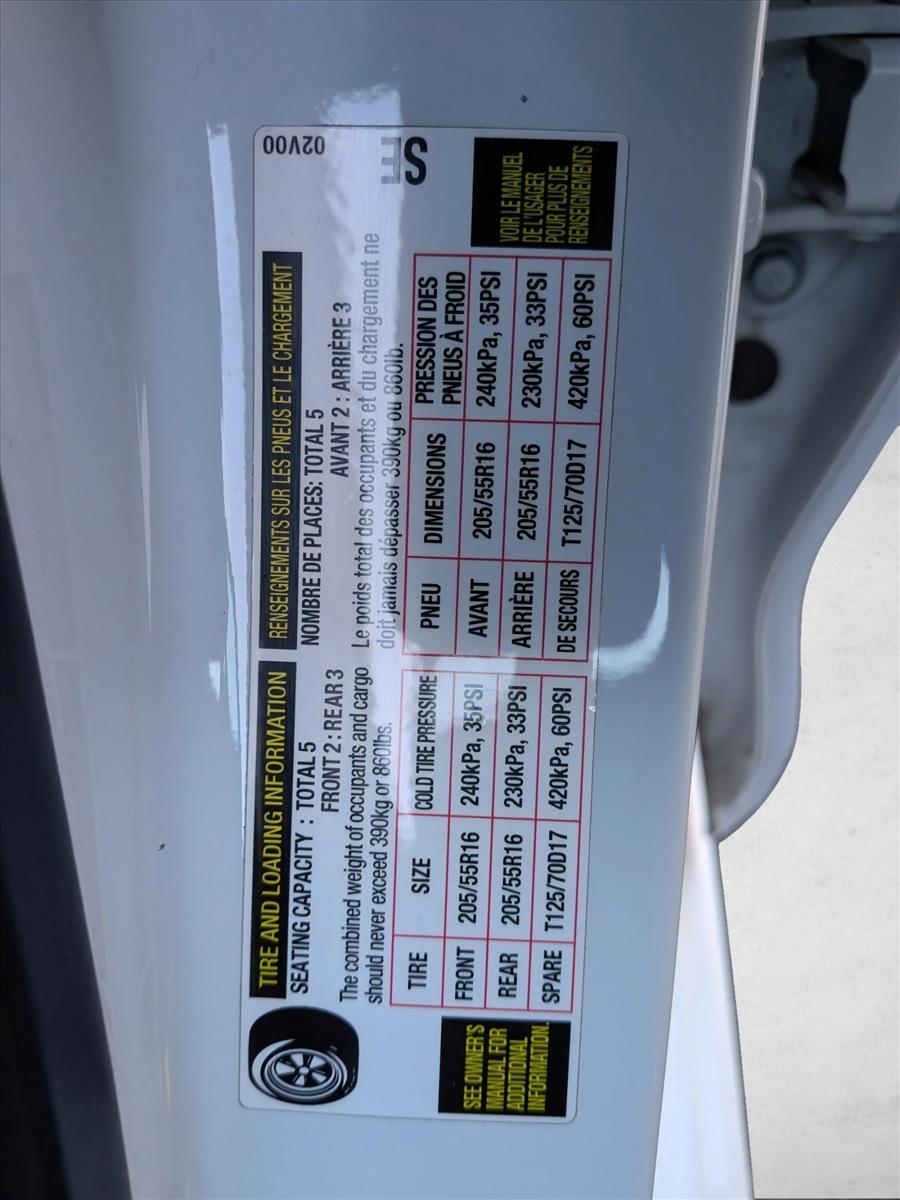 TIRE AND LOADING INFORMATION
SEATING CAPACITY : TOTAL 5
FRONT 2 : REAR 3
The combined weight of occupants and cargo
should never exceed 390kg or 860lbs.
TIRE SIZE COLD TIRE PRESSURE
FRONT 205/55R16 240kPa, 35PSI
REAR 205/55R16 230kPa, 33PSI
SPARE T125/70D17 420kPa, 60PSI
SEE OWNER'S
MANUAL FOR
ADDITIONAL
INFORMATION.
RENSEIGNEMENTS SUR LES PNEUS ET LE CHARGEMENT
NOMBRE DE PLACES: TOTAL 5
AVANT 2 : ARRIÈRE 3
Le poids total des occupants et du chargement ne
doit jamais dépasser 390kg ou 860lb.
PNEU DIMENSIONS PRESSION DES
PNEUS À FROID
AVANT 205/55R16 240kPa, 35PSI
ARRIÈRE 205/55R16 230kPa, 33PSI
DE SECOURS T125/70D17 420kPa, 60PSI
VOIR LE MANUEL
DE L'USAGER
POUR PLUS DE
RENSEIGNEMENTS
02V00